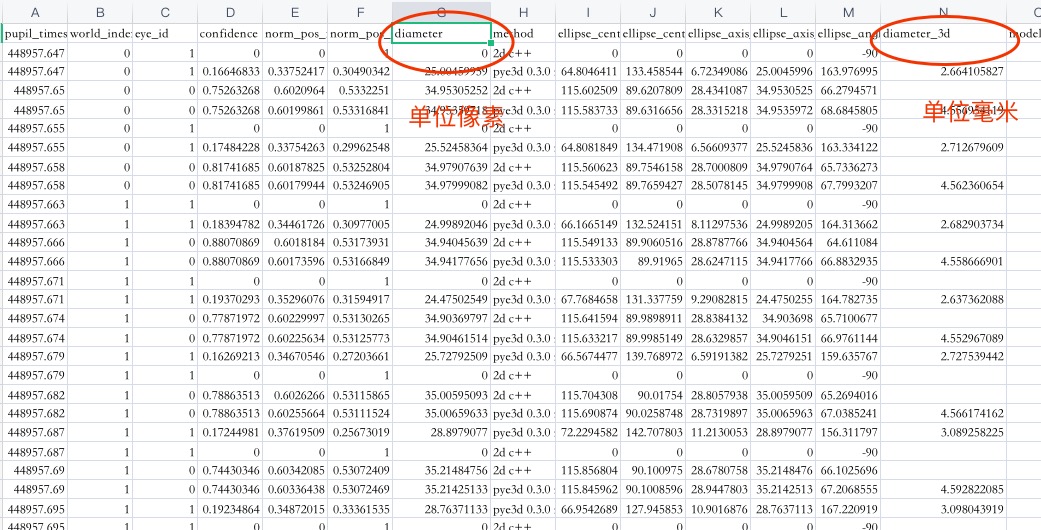 A B C D E F G H I J K L M N
pupil_times world_inde eye_id confidence norm_pos_ norm_pos_ diameter method ellipse_cent ellipse_cent ellipse_axis ellipse_axis ellipse_ang diameter_3d model
448957.647 0 1 0 0 1 0 2d c++ 0 0 0 0 -90
448957.647 0 0 0.16646833 0.33752417 0.30490342 25.00459959 pye3d 0.3.0 64.8046411 133.458544 6.72349086 25.0045996 163.976995 2.664105827
448957.65 0 0 0.75263268 0.6020964 0.5332251 34.95305252 2d c++ 115.602509 89.6207809 28.4341087 34.9530525 66.2794571
448957.65 0 0 0.75263268 0.60199861 0.53316841 pye3d 0.3.0 115.583733 89.6316656 28.3315218 34.9535972 68.6845805
单位像素 单位毫米
448957.655 0 1 0 0 1 0 2d c++ 0 0 0 0 -90
448957.655 0 1 0.17484228 0.33754263 0.29962548 25.52458364 pye3d 0.3.0 64.8081849 134.471908 6.56609377 25.5245836 163.334122 2.712679609
448957.658 0 0 0.81741685 0.60187825 0.53252804 34.97907639 2d c++ 115.560623 89.7546158 28.7000809 34.9790764 65.7336273
448957.658 0 0 0.81741685 0.60179944 0.53246905 34.97999082 pye3d 0.3.0 115.545492 89.7659427 28.5078145 34.9799908 67.7993207 4.562360654
448957.663 1 1 0 0 1 0 2d c++ 0 0 0 0 -90
448957.663 1 1 0.18394782 0.34461726 0.30977005 24.99892046 pye3d 0.3.0 66.1665149 132.524151 8.11297536 24.9989205 164.313662 2.682903734
448957.666 1 0 0.88070869 0.6018184 0.53173931 34.94045639 2d c++ 115.549133 89.9060516 28.8787766 34.9404564 64.611084
448957.666 1 0 0.88070869 0.60173596 0.53166849 34.94177656 pye3d 0.3.0 115.533303 89.91965 28.6247115 34.9417766 66.8832935 4.558666901
448957.671 1 1 0 0 1 0 2d c++ 0 0 0 0 -90
448957.671 1 1 0.19370293 0.35296076 0.31594917 24.47502549 pye3d 0.3.0 67.7684658 131.337759 9.29082815 24.4750255 164.782735 2.637362088
448957.674 1 0 0.77871972 0.60229997 0.53130265 34.90369797 2d c++ 115.641594 89.9898911 28.8384132 34.903698 65.7100677
448957.674 1 0 0.77871972 0.60225634 0.53125773 34.90461514 pye3d 0.3.0 115.633217 89.9985149 28.6329857 34.9046151 66.9761144 4.552967089
448957.679 1 1 0.16269213 0.34670546 0.27203661 25.72792509 pye3d 0.3.0 66.5674477 139.768972 6.59191382 25.7279251 159.635767 2.727539442
448957.679 1 1 0 0 1 0 2d c++ 0 0 0 0 -90
448957.682 1 0 0.78863513 0.6026266 0.53115865 35.00595093 2d c++ 115.704308 90.01754 28.8057938 35.0059509 65.2694016
448957.682 1 0 0.78863513 0.60255664 0.53111524 35.00659633 pye3d 0.3.0 115.690874 90.0258748 28.7319897 35.0065963 67.0385241 4.566174162
448957.687 1 1 0.17244981 0.37619509 0.25673019 28.8979077 pye3d 0.3.0 72.2294582 142.707803 11.2130053 28.8979077 156.311797 3.089258225
448957.687 1 1 0 0 1 0 2d c++ 0 0 0 0 -90
448957.69 1 0 0.74430346 0.60342085 0.53072409 35.21484756 2d c++ 115.856804 90.100975 28.6780758 35.2148476 66.1025696
448957.69 1 0 0.74430346 0.60336438 0.53072469 35.21425133 pye3d 0.3.0 115.845962 90.1008596 28.9447803 35.2142513 67.2068555 4.592822085
448957.695 1 1 0.19234864 0.34872015 0.33361535 28.76371133 pye3d 0.3.0 66.9542689 127.945853 10.9016876 28.7637113 167.220919 3.098043919
448957.695 1 1 0 0 1 0 2d c++ 0 0 0 0 -90